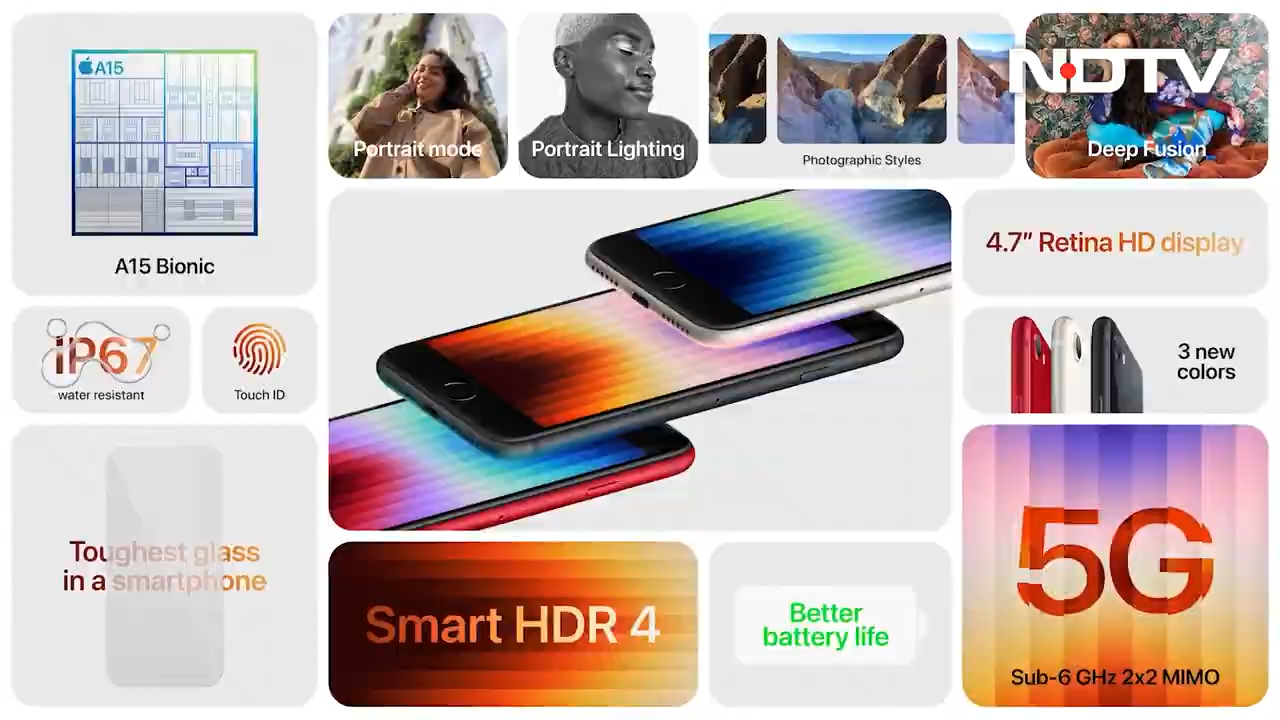 A15
A15 Bionic
Portrait mode
Portrait Lighting
Photographic Styles
NDTV
Deep Fusion
4.7" Retina HD display
IP67
water resistant
Touch ID
3 new
colors
Toughest glass
in a smartphone
Smart HDR 4
Better
battery life
5G
Sub-6 GHz 2x2 MIMO